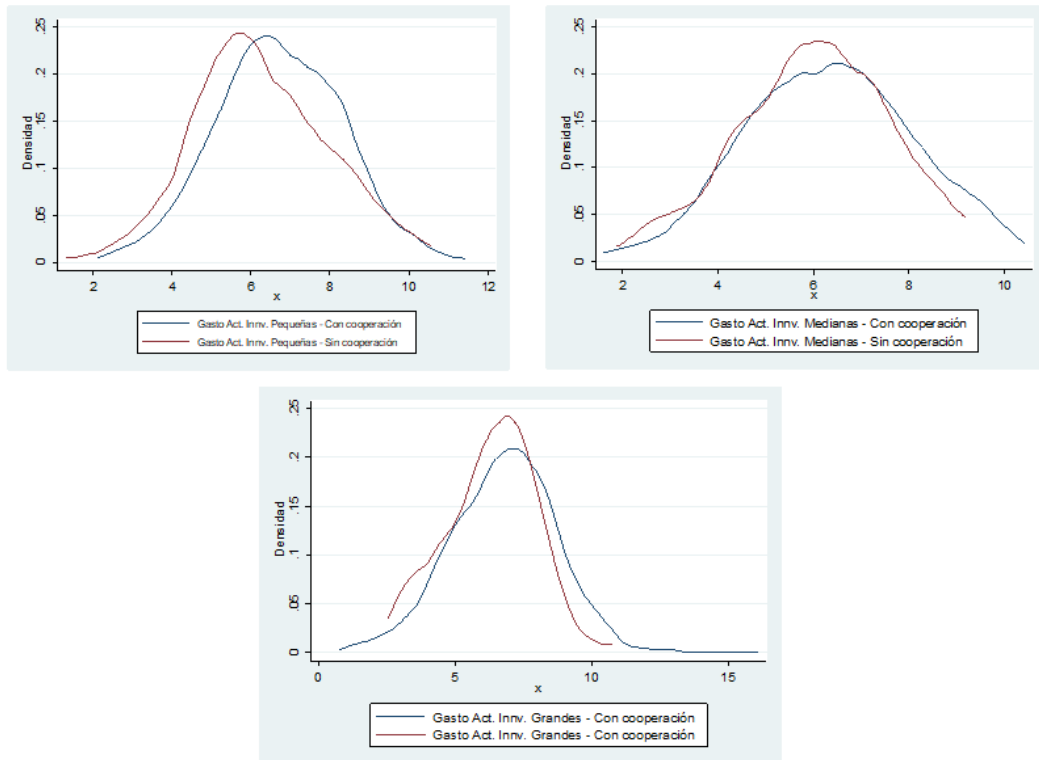 .25
.2
.15
.1
.05
0
Densidad
2 4 6 8 10 12
x
Gasto Act. Innv. Pequeñas - Con cooperación
Gasto Act. Innv. Pequeñas - Sin cooperación
.25
.2
.15
.1
.05
0
Densidad
2 4 6 8 10
x
Gasto Act. Innv. Medianas - Con cooperación
Gasto Act. Innv. Medianas - Sin cooperación
.25
.2
.15
.1
.05
0
Densidad
0 5 10 15
x
Gasto Act. Innv. Grandes - Con cooperación
Gasto Act. Innv. Grandes - Con cooperación